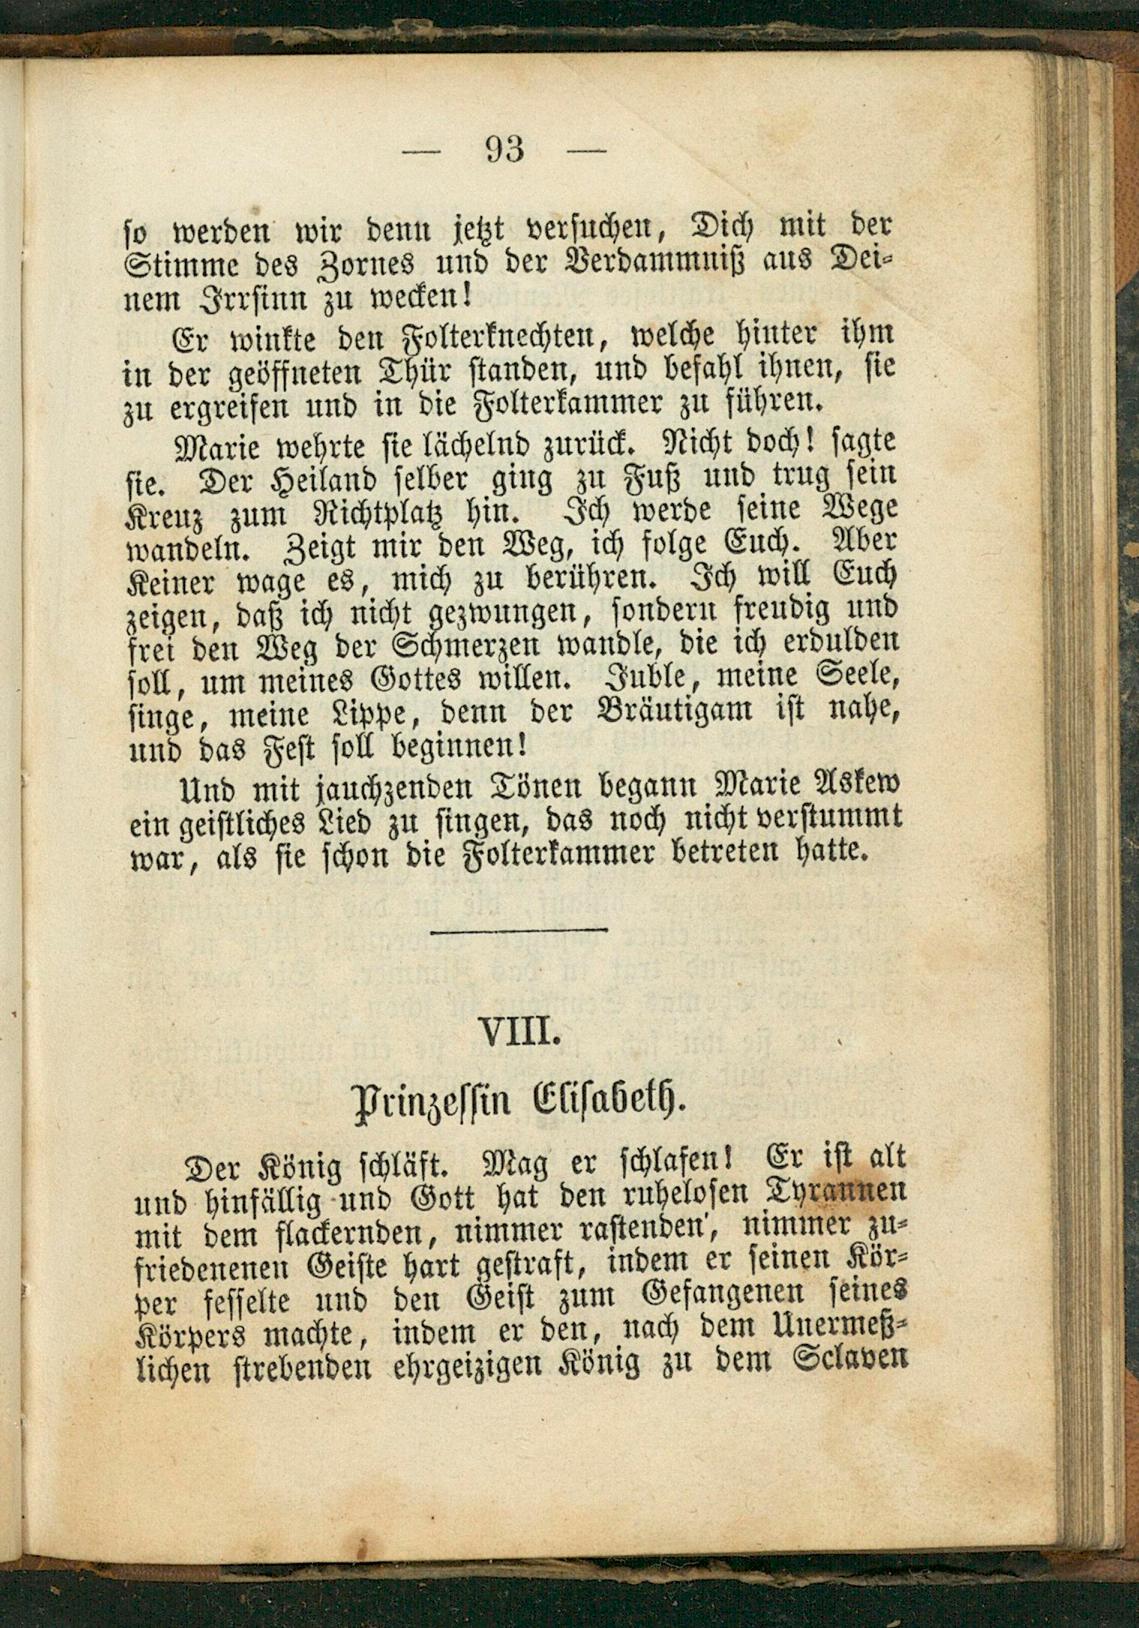 — 93 —
so werden wir denn jetzt versuchen, Dich mit der
Stimme des Zornes und der Verdammniß aus Dei-
nem Irrsinn zu wecken!
Er winkte den Folterknechten, welche hinter ihm
in der geöffneten Thür standen, und befahl ihnen, sie
zu ergreifen und in die Folterkammer zu führen.
Marie wehrte sie lächelnd zurück. Nicht doch! sagte
sie. Der Heiland selber ging zu Fuß und trug sein
Kreuz zum Richtplatz hin. Ich werde seine Wege
wandeln. Zeigt mir den Weg, ich folge Euch. Aber
Keiner wage es, mich zu berühren. Ich will Euch
zeigen, daß ich nicht gezwungen, sondern freudig und
frei den Weg der Schmerzen wandle, die ich erdulden
soll, um meines Gottes willen. Juble, meine Seele,
singe, meine Lippe, denn der Bräutigam ist nahe,
und das Fest soll beginnen!
Und mit jauchzenden Tönen begann Marie Askew
ein geistliches Lied zu singen, das noch nicht verstummt
war, als sie schon die Folterkammer betreten hatte.
VIII.
Prinzessin Elisabeth.
Der König schläft. Mag er schlafen! Er ist alt
und hinfällig und Gott hat den ruhelosen Tyrannen
mit dem flackernden, nimmer rastenden, nimmer zu-
friedenenen Geiste hart gestraft, indem er seinen Kör-
per fesselte und den Geist zum Gefangenen seines
Körpers machte, indem er den, nach dem Unermeß-
lichen strebenden ehrgeizigen König zu dem Sclaven